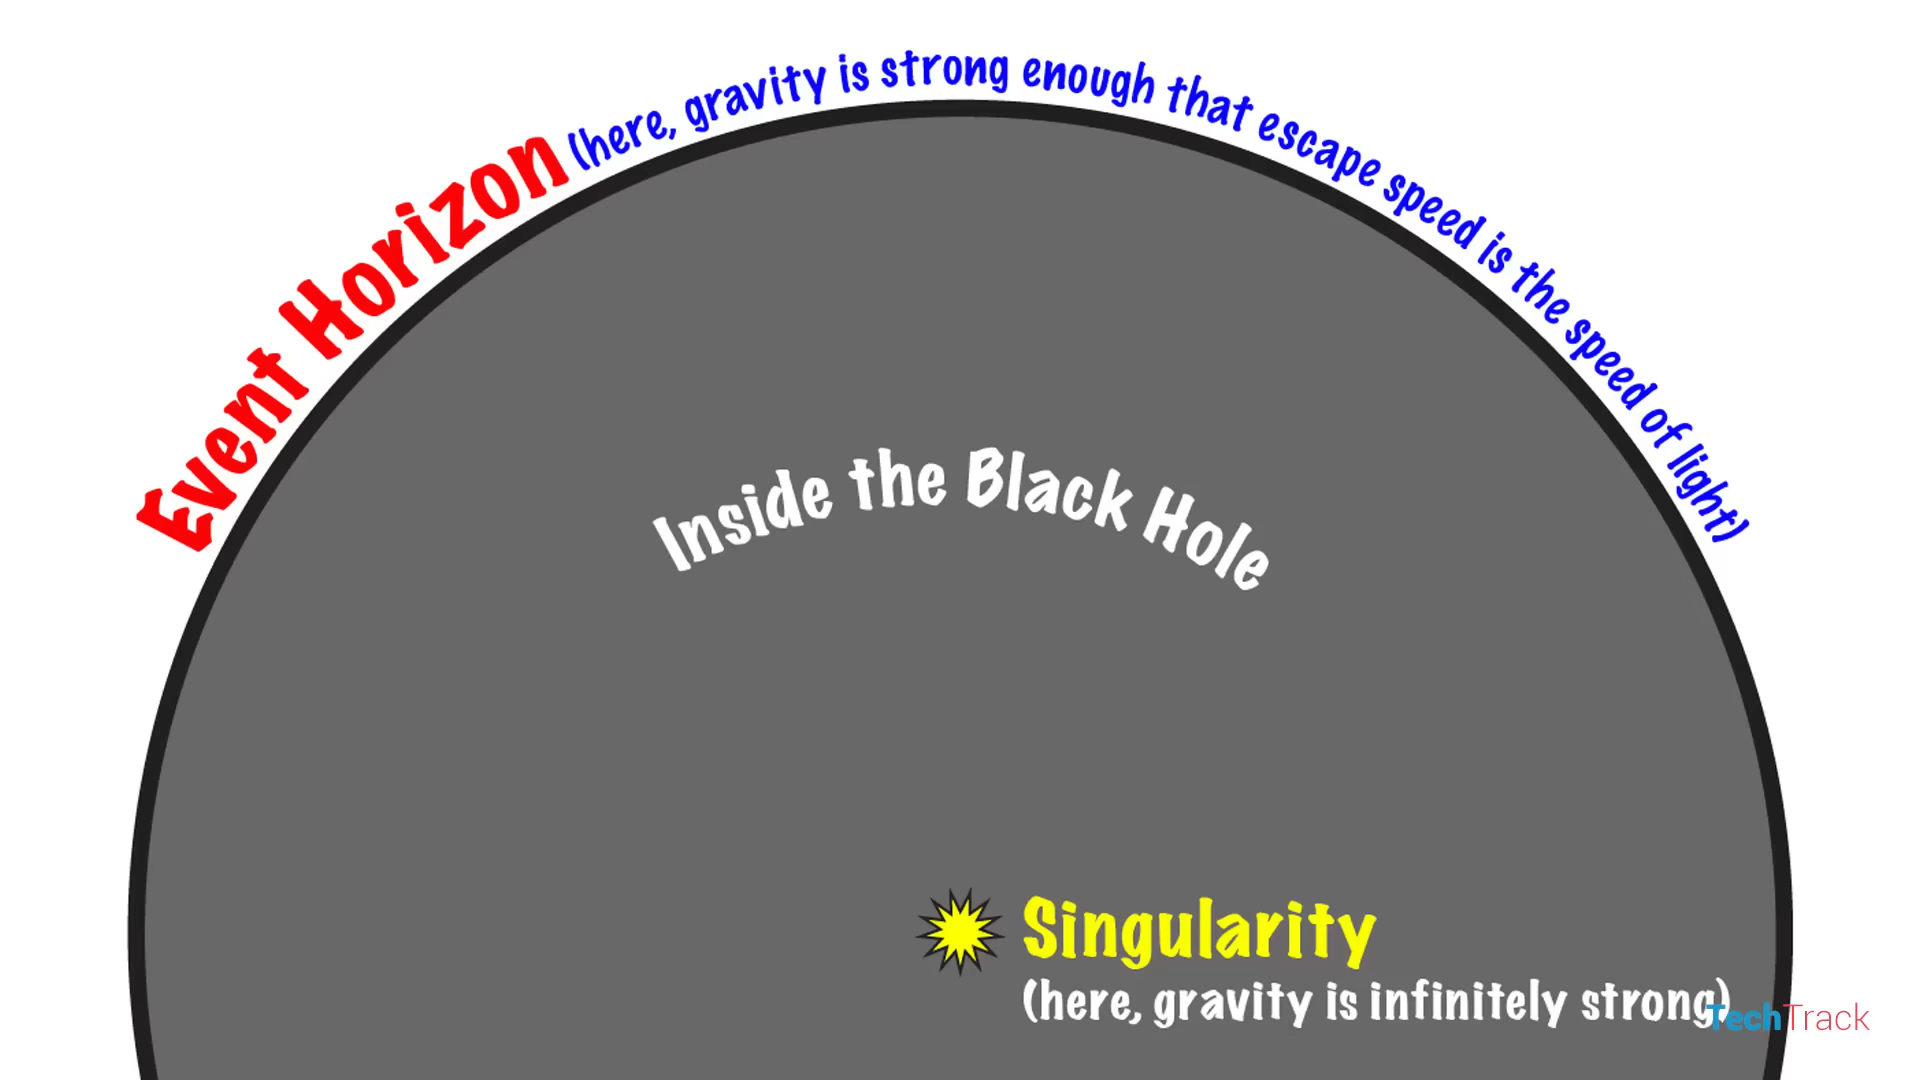 Event Horizon (here, gravity is strong enough that escape speed is the speed of light)
Inside the Black Hole
Singularity
(here, gravity is infinitely strong)
TechTrack